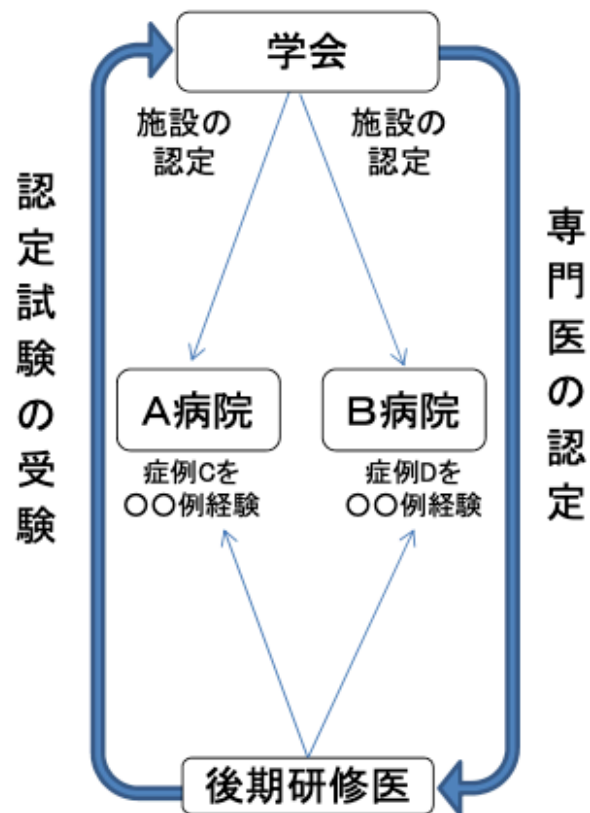 学会
施設の
認定
施設の
認定
認定試験の受験
専門医の認定
A病院
B病院
症例Cを
〇〇例経験
症例Dを
〇〇例経験
後期研修医